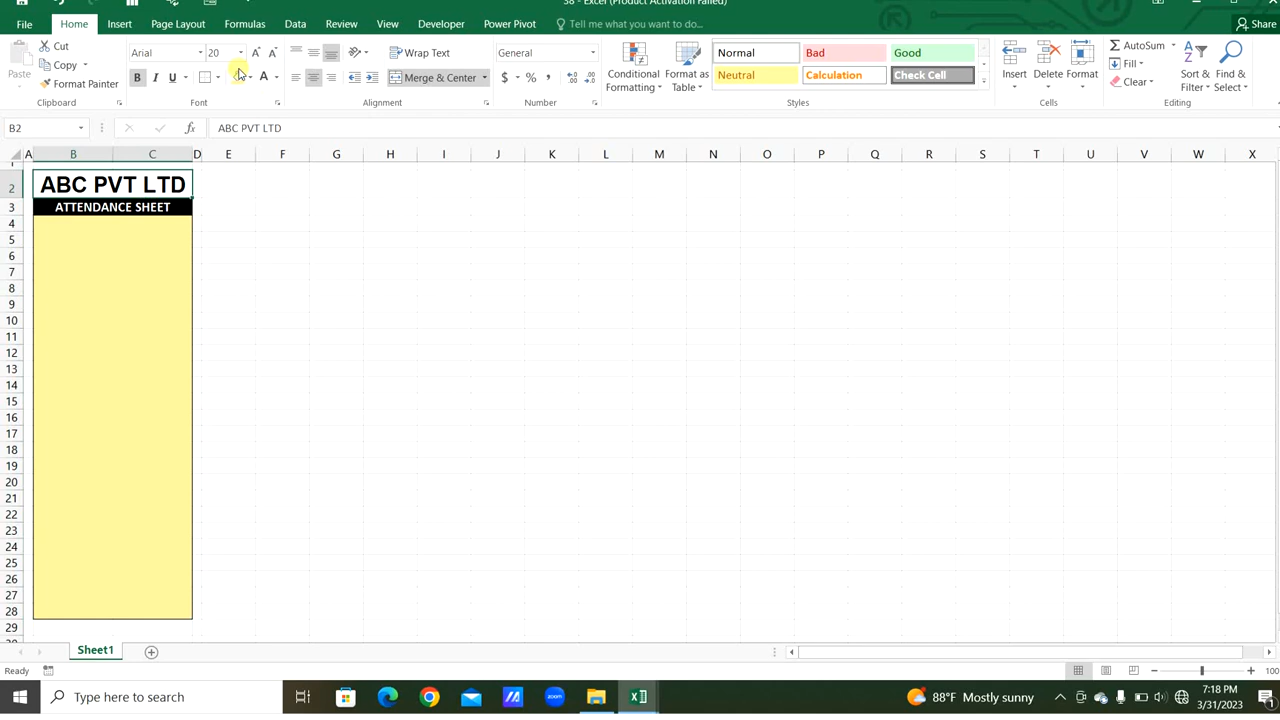 38 - Excel (Product Activation Failed)
File Home Insert Page Layout Formulas Data Review View Developer Power Pivot Tell me what you want to do... Share
Paste
Cut
Copy
Format Painter
Clipboard
Arial 20
B I U A
Font
Wrap Text
Merge & Center
Alignment
General
$ % ,
Number
Conditional Formatting
Format as Table
Normal Bad Good
Neutral Calculation Check Cell
Styles
Insert Delete Format
Cells
AutoSum
Fill
Clear
Sort & Filter
Find & Select
Editing
B2 fx ABC PVT LTD
A B C D E F G H I J K L M N O P Q R S T U V W X
2 ABC PVT LTD
3 ATTENDANCE SHEET
4
5
6
7
8
9
10
11
12
13
14
15
16
17
18
19
20
21
22
23
24
25
26
27
28
29
Sheet1
Ready 100
Type here to search zoom 88°F Mostly sunny 7:18 PM
3/31/2023 1